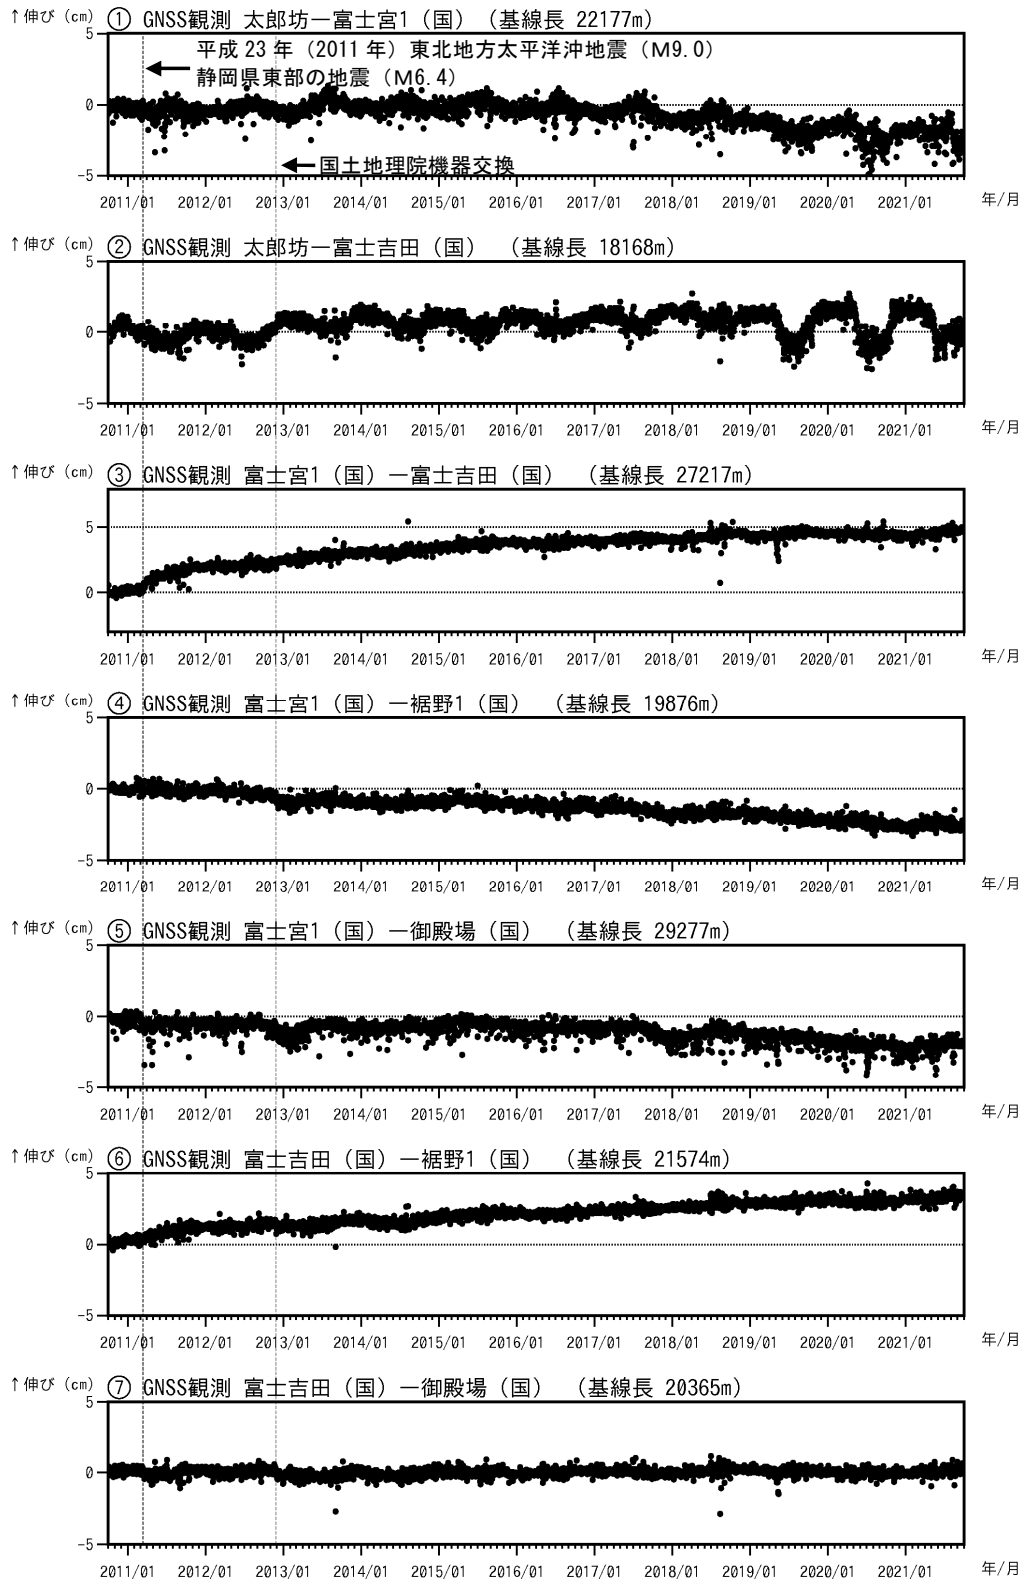 ↑伸び（cm） ① GNSS観測 太郎坊－富士宮1（国）（基線長 22177m）
5
平成 23 年（2011 年）東北地方太平洋沖地震（M9.0）
静岡県東部の地震（M6.4）
0
国土地理院機器交換
-5
2011/01 2012/01 2013/01 2014/01 2015/01 2016/01 2017/01 2018/01 2019/01 2020/01 2021/01 年/月
↑伸び（cm） ② GNSS観測 太郎坊－富士吉田（国） （基線長 18168m）
5
0
-5
2011/01 2012/01 2013/01 2014/01 2015/01 2016/01 2017/01 2018/01 2019/01 2020/01 2021/01 年/月
↑伸び（cm） ③ GNSS観測 富士宮1（国）－富士吉田（国） （基線長 27217m）
5
0
2011/01 2012/01 2013/01 2014/01 2015/01 2016/01 2017/01 2018/01 2019/01 2020/01 2021/01 年/月
↑伸び（cm） ④ GNSS観測 富士宮1（国）－裾野1（国） （基線長 19876m）
5
0
-5
2011/01 2012/01 2013/01 2014/01 2015/01 2016/01 2017/01 2018/01 2019/01 2020/01 2021/01 年/月
↑伸び（cm） ⑤ GNSS観測 富士宮1（国）－御殿場（国） （基線長 29277m）
5
0
-5
2011/01 2012/01 2013/01 2014/01 2015/01 2016/01 2017/01 2018/01 2019/01 2020/01 2021/01 年/月
↑伸び（cm） ⑥ GNSS観測 富士吉田（国）－裾野1（国） （基線長 21574m）
5
0
-5
2011/01 2012/01 2013/01 2014/01 2015/01 2016/01 2017/01 2018/01 2019/01 2020/01 2021/01 年/月
↑伸び（cm） ⑦ GNSS観測 富士吉田（国）－御殿場（国） （基線長 20365m）
5
0
-5
2011/01 2012/01 2013/01 2014/01 2015/01 2016/01 2017/01 2018/01 2019/01 2020/01 2021/01 年/月